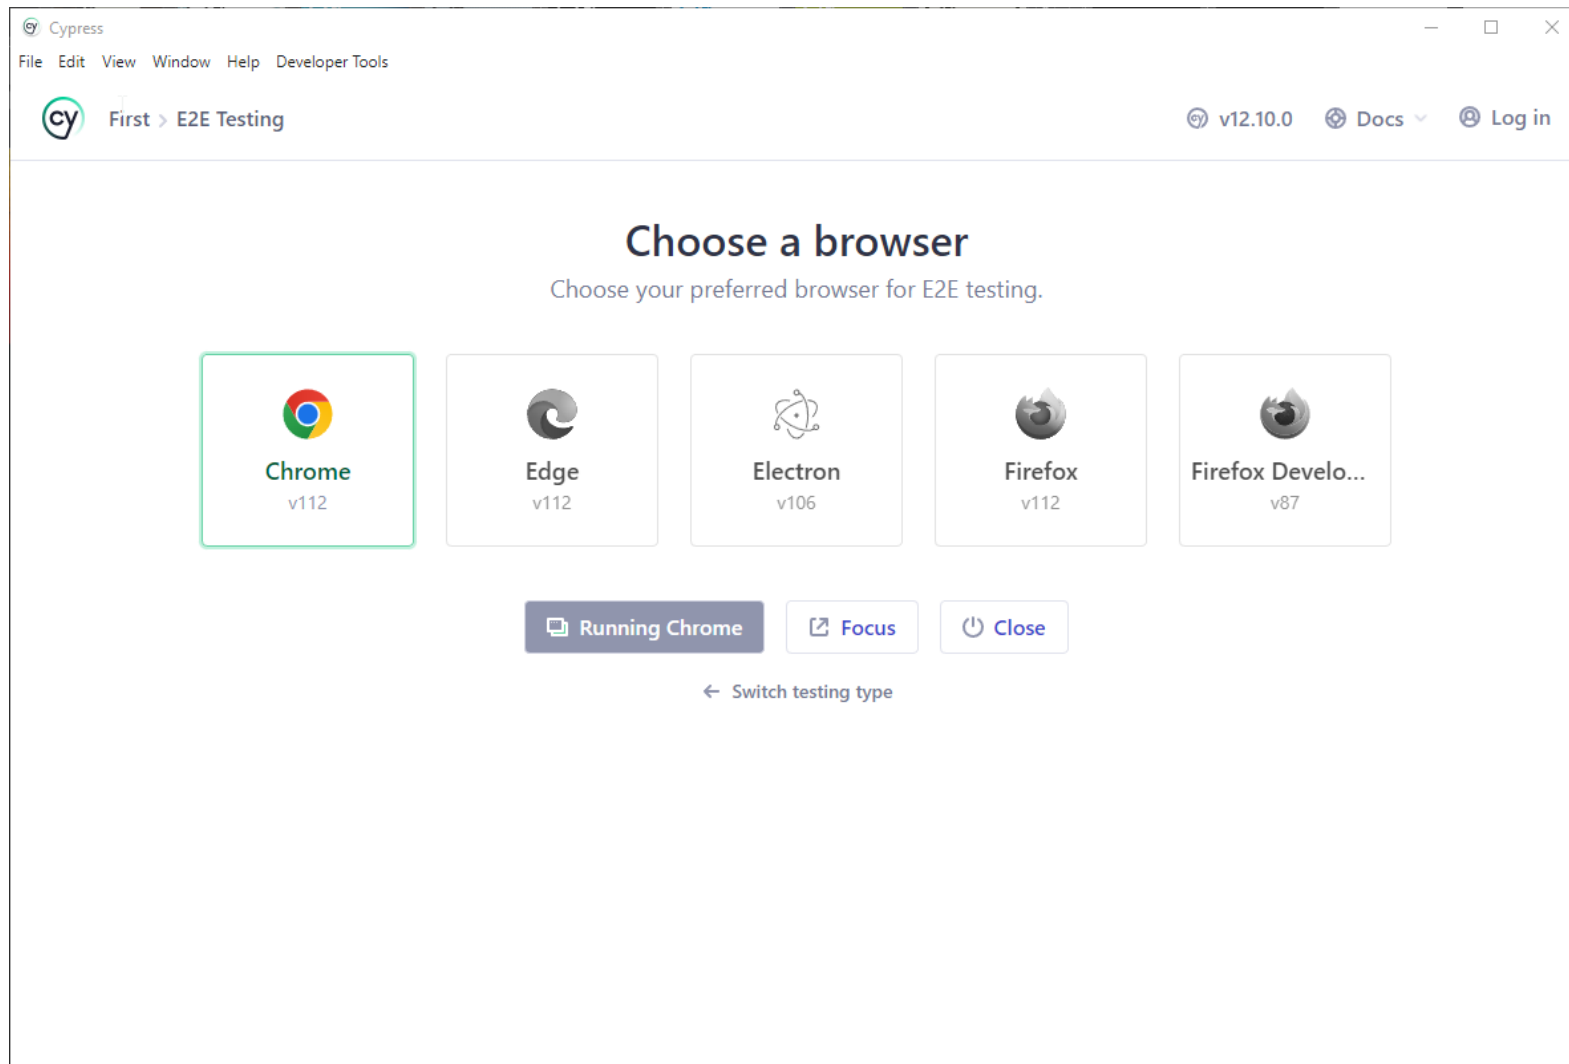 Cypress
File Edit View Window Help Developer Tools
cy First > E2E Testing v12.10.0 Docs Log in
Choose a browser
Choose your preferred browser for E2E testing.
Chrome Edge Electron Firefox Firefox Develo...
v112 v112 v106 v112 v87
Running Chrome Focus Close
← Switch testing type